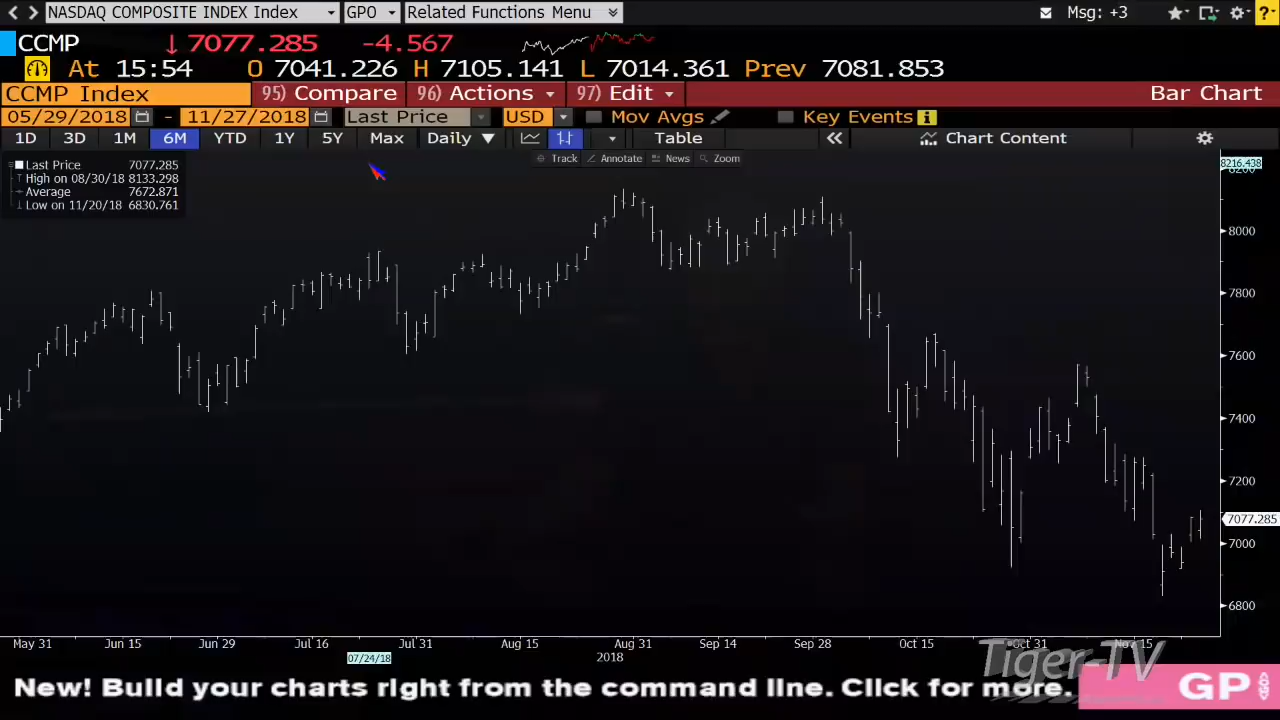 NASDAQ COMPOSITE INDEX Index GPO Related Functions Menu Msg: +3 ?
CCMP ↓ 7077.285 -4.567
At 15:54 O 7041.226 H 7105.141 L 7014.361 Prev 7081.853
CCMP Index 95) Compare 96) Actions 97) Edit Bar Chart
05/29/2018 - 11/27/2018 Last Price USD Mov Avgs Key Events i
1D 3D 1M 6M YTD 1Y 5Y Max Daily ▼ Table « Chart Content
Track Annotate News Zoom
Last Price 7077.285
High on 08/30/18 8133.298
Average 7672.871
Low on 11/20/18 6830.761
8216.438
8200
8000
7800
7600
7400
7200
7077.285
7000
6800
May 31 Jun 15 Jun 29 Jul 16 Jul 31 Aug 15 Aug 31 Sep 14 Sep 28 Oct 15 Oct 31 Nov 15
07/24/18 2018
Tiger-TV
New! Build your charts right from the command line. Click for more. GP